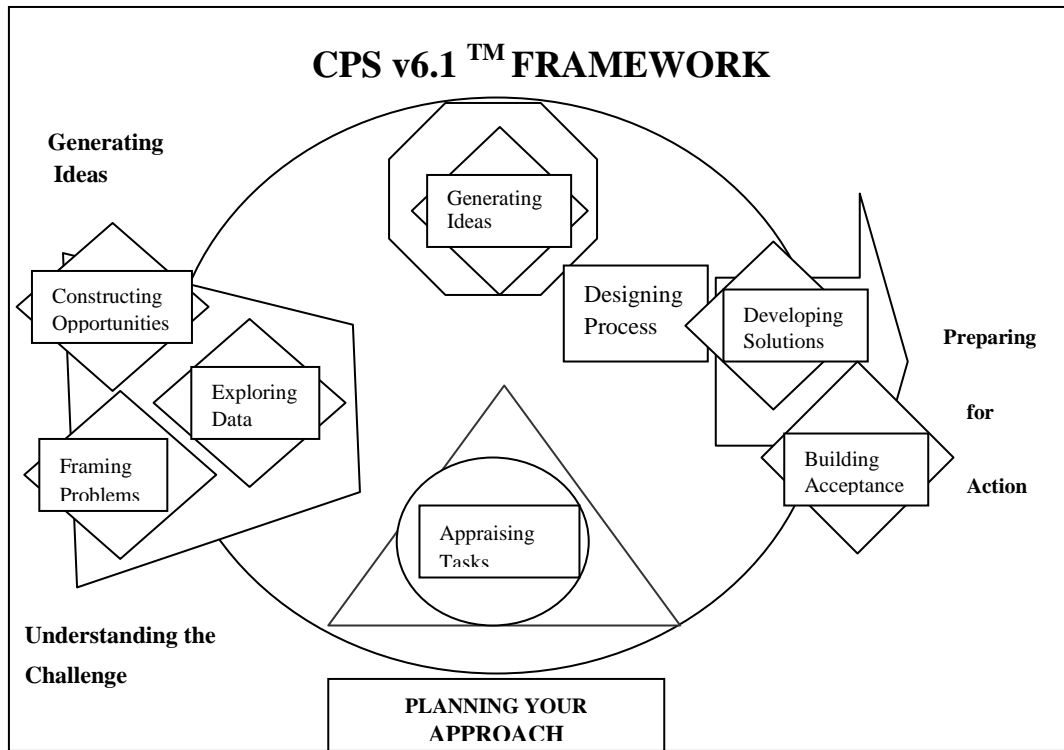 CPS v6.1 TM FRAMEWORK
Generating
Ideas
Generating
Ideas
Constructing
Opportunities
Designing
Process
Developing
Solutions
Preparing
for
Action
Exploring
Data
Framing
Problems
Building
Acceptance
Appraising
Tasks
Understanding the
Challenge
PLANNING YOUR
APPROACH